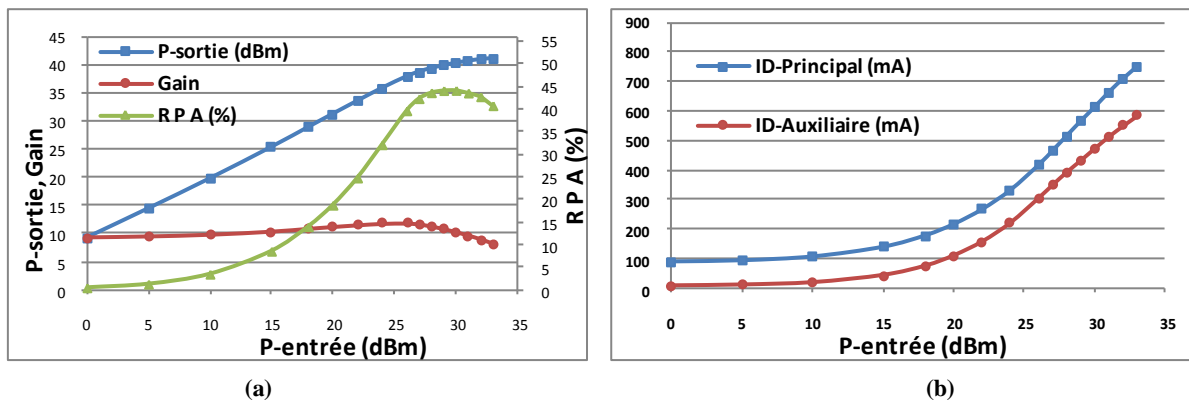 P-sortie, Gain
45
40
35
30
25
20
15
10
5
0
P-sortie (dBm)
Gain
R P A (%)
55
50
45
40
35
30
25
20
15
10
5
0
R P A (%)
0 5 10 15 20 25 30 35
P-entrée (dBm)
(a)
900
800
700
600
500
400
300
200
100
0
ID-Principal (mA)
ID-Auxiliaire (mA)
0 5 10 15 20 25 30 35
P-entrée (dBm)
(b)